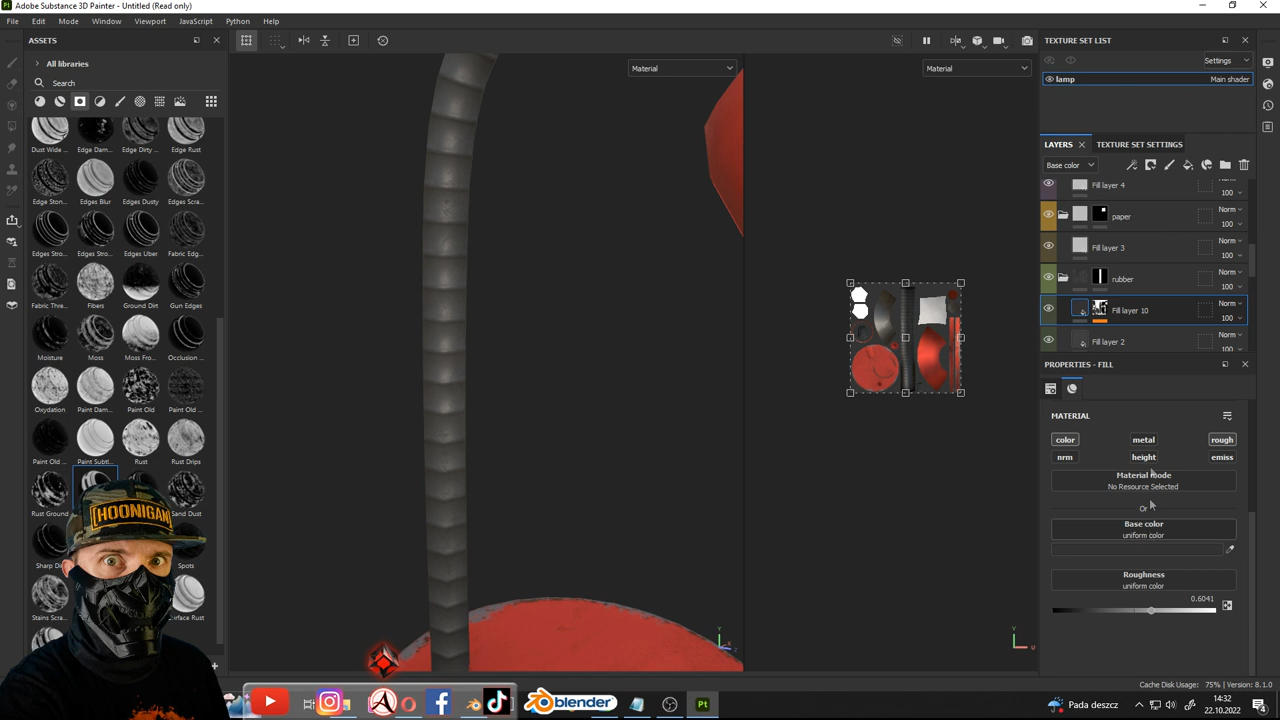 Adobe Substance 3D Painter - Untitled (Read only)
File Edit Mode Window Viewport JavaScript Python Help
ASSETS
All libraries
Search
Dust Wide ... Edge Dam... Edge Dirty ... Edge Rust
Edge Ston... Edges Blur Edges Dusty Edges Scra...
Edges Stro... Edges Stro... Edges Uber Fabric Edg...
Fabric Thre... Fibers Ground Dirt Gun Edges
Moisture Moss Moss Fro... Occlusion ...
Oxydation Paint Dam... Paint Old Paint Old ...
Paint Old ... Paint Subtl... Rust Rust Drips
Rust Ground Sand Dust
Sharp Di Spots
Stains Scra... urface Rust
HOONIGAN
Material
Material
TEXTURE SET LIST
Settings
lamp Main shader
LAYERS TEXTURE SET SETTINGS
Base color
Fill layer 4 Norm 100
paper Norm 100
Fill layer 3 Norm 100
rubber Norm 100
Fill layer 10 Norm 100
Fill layer 2 Norm 100
PROPERTIES - FILL
MATERIAL
color metal rough
nrm height emiss
Material mode
No Resource Selected
Or
Base color
uniform color
Roughness
uniform color
0.6041
Y
Y
U
Cache Disk Usage: 75% | Version: 8.1.0
blender
Pt
Pada deszcz
14:32
22.10.2022
4